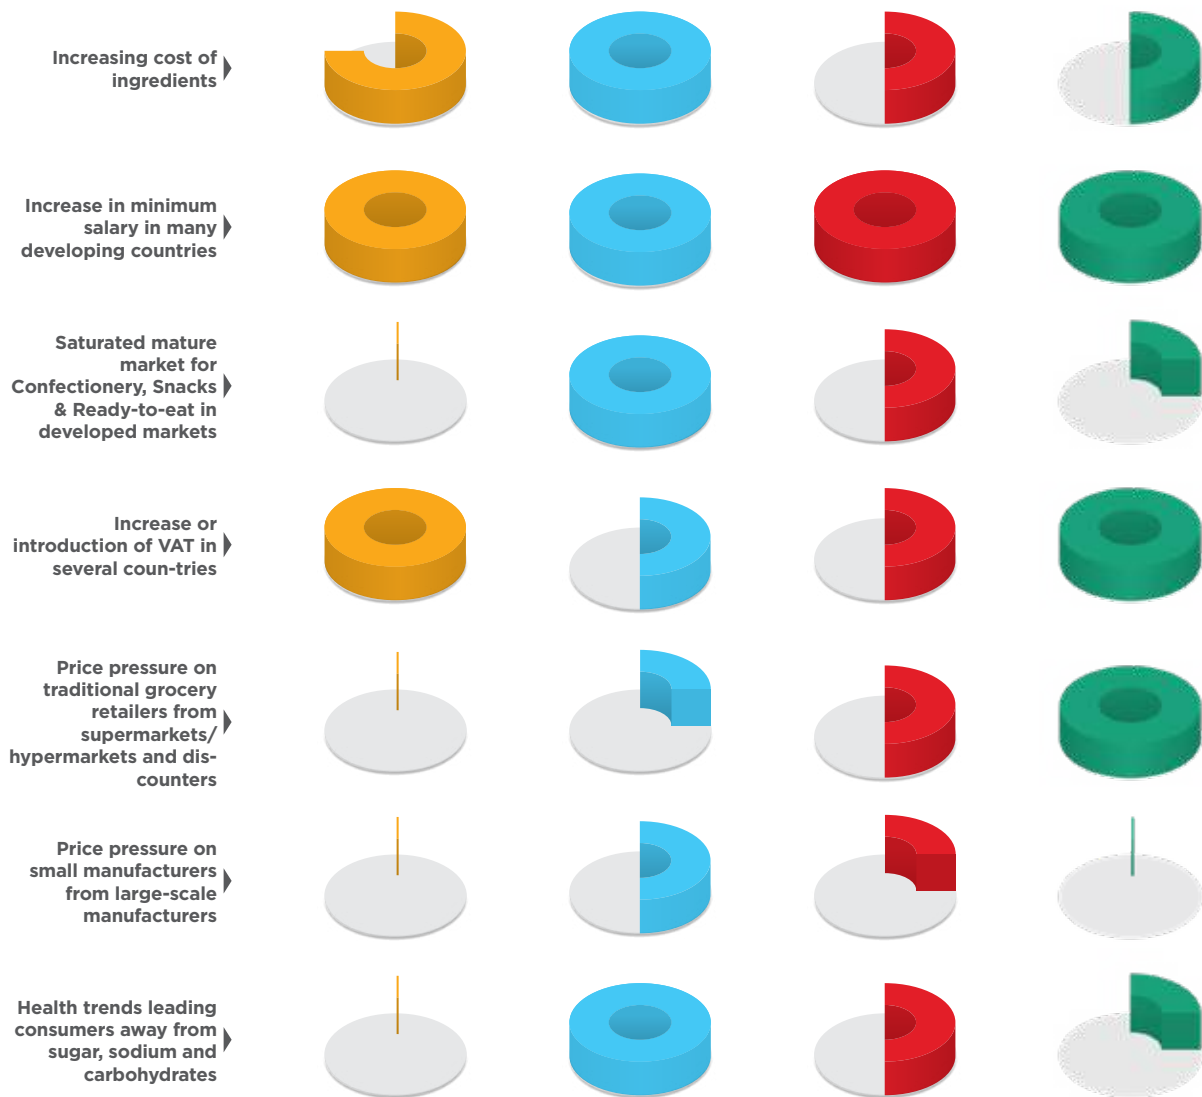 Increasing cost of
ingredients
Increase in minimum
salary in many
developing countries
Saturated mature
market for
Confectionery, Snacks
& Ready-to-eat in
developed markets
Increase or
introduction of VAT in
several coun-tries
Price pressure on
traditional grocery
retailers from
supermarkets/
hypermarkets and dis-
counters
Price pressure on
small manufacturers
from large-scale
manufacturers
Health trends leading
consumers away from
sugar, sodium and
carbohydrates